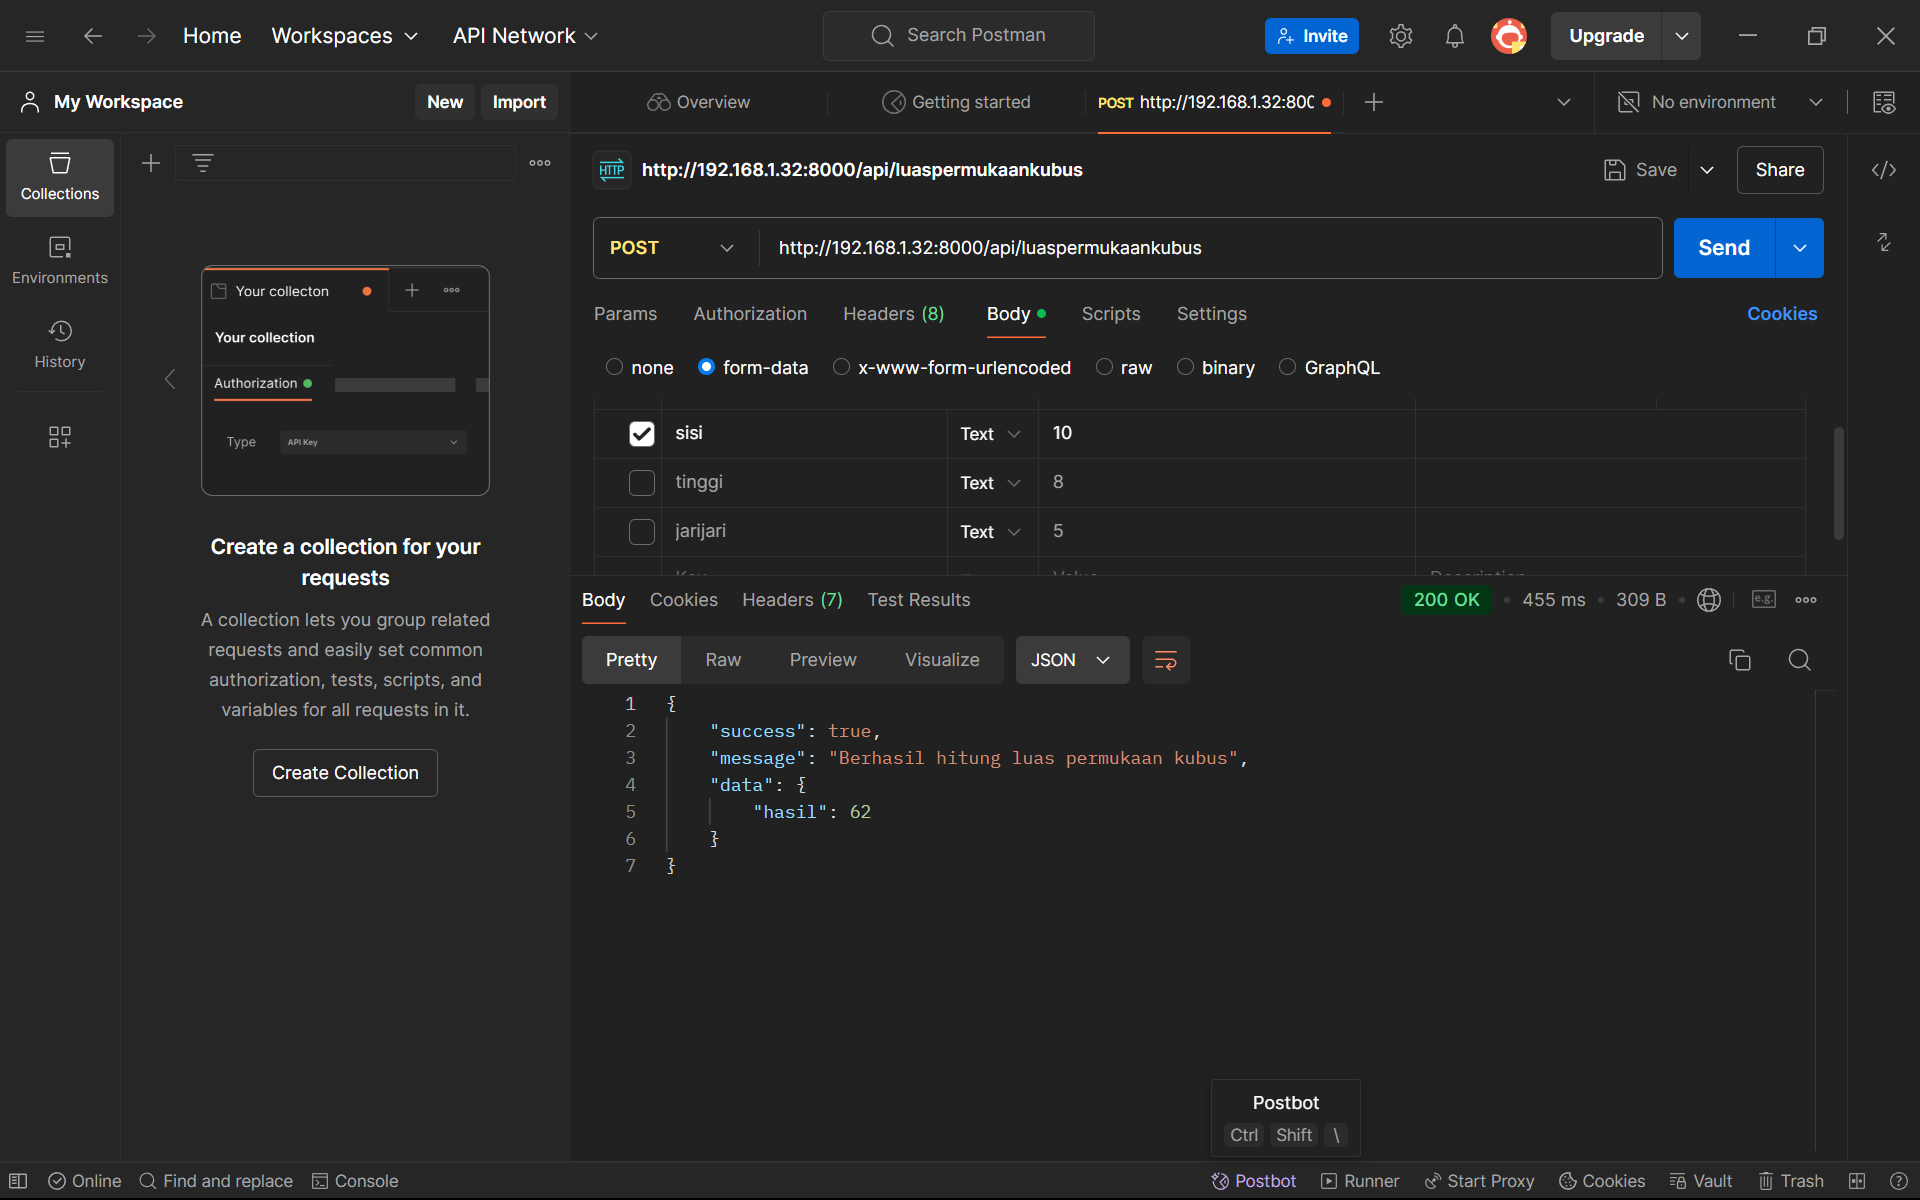 Home Workspaces API Network Search Postman Invite Upgrade
My Workspace New Import Overview Getting started POST http://192.168.1.32:80 No environment
Collections
Environments
History
Your collecton
Your collection
Authorization
Type API Key
Create a collection for your
requests
A collection lets you group related
requests and easily set common
authorization, tests, scripts, and
variables for all requests in it.
Create Collection
HTTP http://192.168.1.32:8000/api/luaspermukaankubus Save Share
POST http://192.168.1.32:8000/api/luaspermukaankubus Send
Params Authorization Headers (8) Body Scripts Settings Cookies
none form-data x-www-form-urlencoded raw binary GraphQL
sisi Text 10
tinggi Text 8
jarijari Text 5
Body Cookies Headers (7) Test Results 200 OK • 455 ms • 309 B • e.g.
Pretty Raw Preview Visualize JSON
1 {
2 "success": true,
3 "message": "Berhasil hitung luas permukaan kubus",
4 "data": {
5 "hasil": 62
6 }
7 }
Postbot
Ctrl Shift \
Online Find and replace Console Postbot Runner Start Proxy Cookies Vault Trash